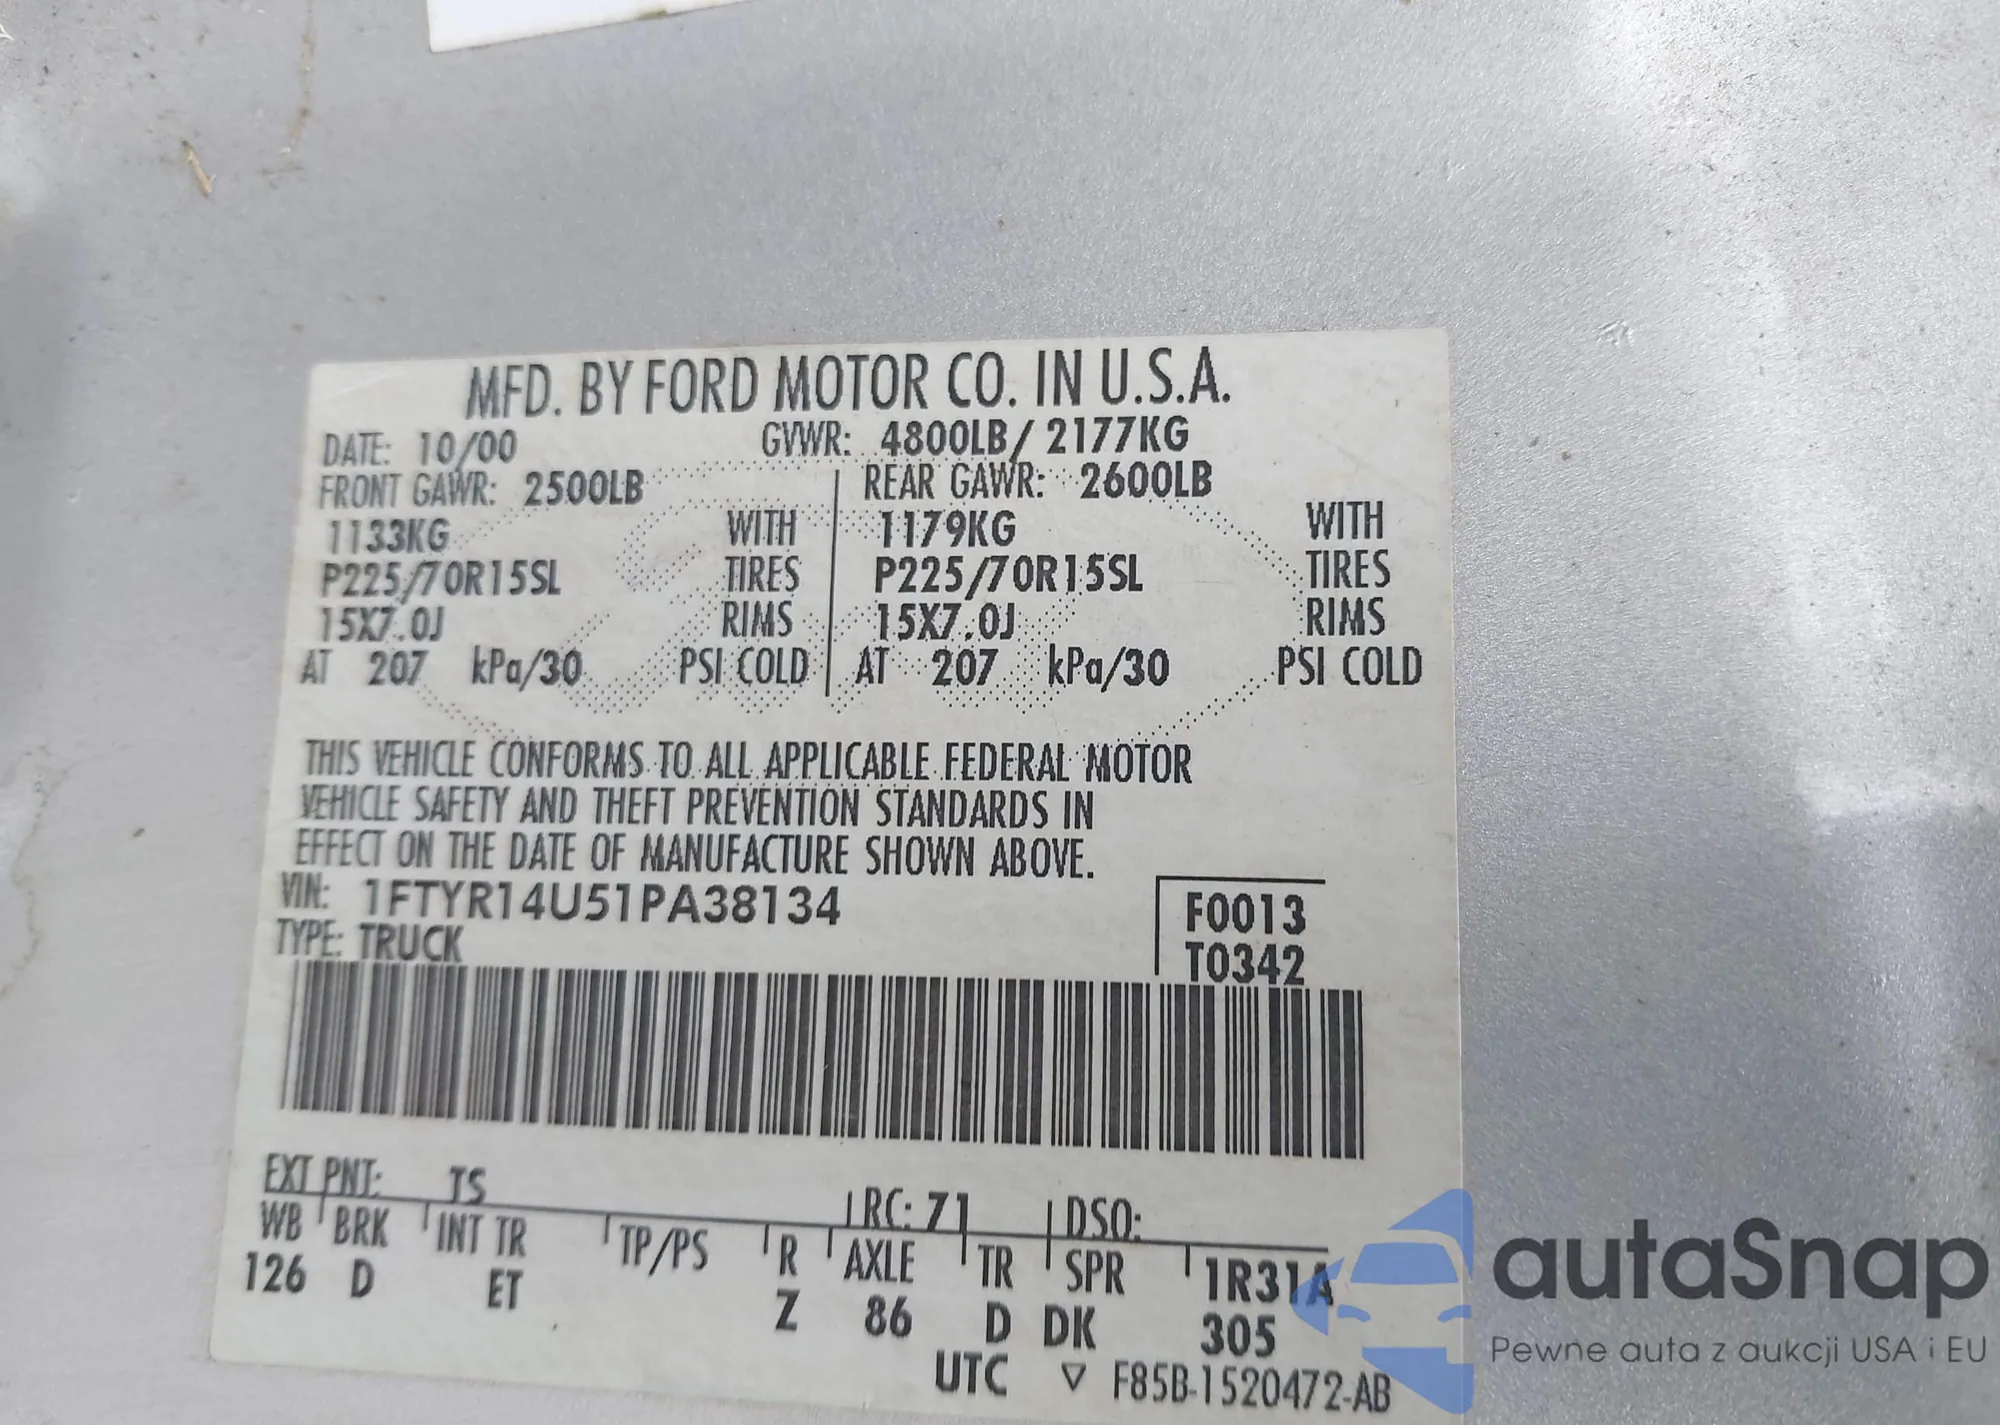 MFD. BY FORD MOTOR CO. IN U.S.A.
DATE: 10/00 GVWR: 4800LB/ 2177KG
FRONT GAWR: 2500LB REAR GAWR: 2600LB
1133KG WITH 1179KG WITH
P225/70R15SL TIRES P225/70R15SL TIRES
15X7.0J RIMS 15X7.0J RIMS
AT 207 kPa/30 PSI COLD AT 207 kPa/30 PSI COLD
THIS VEHICLE CONFORMS TO ALL APPLICABLE FEDERAL MOTOR
VEHICLE SAFETY AND THEFT PREVENTION STANDARDS IN
EFFECT ON THE DATE OF MANUFACTURE SHOWN ABOVE.
VIN: 1FTYR14U51PA38134 F0013
TYPE: TRUCK T0342
EXT PNT: TS RC: 71 DSO:
WB BRK INT TR TP/PS R AXLE TR SPR 1R31A
126 D ET Z 86 D DK 305
UTC ▽ F85B-1520472-AB
autaSnap
Pewne auta z aukcji USA i EU